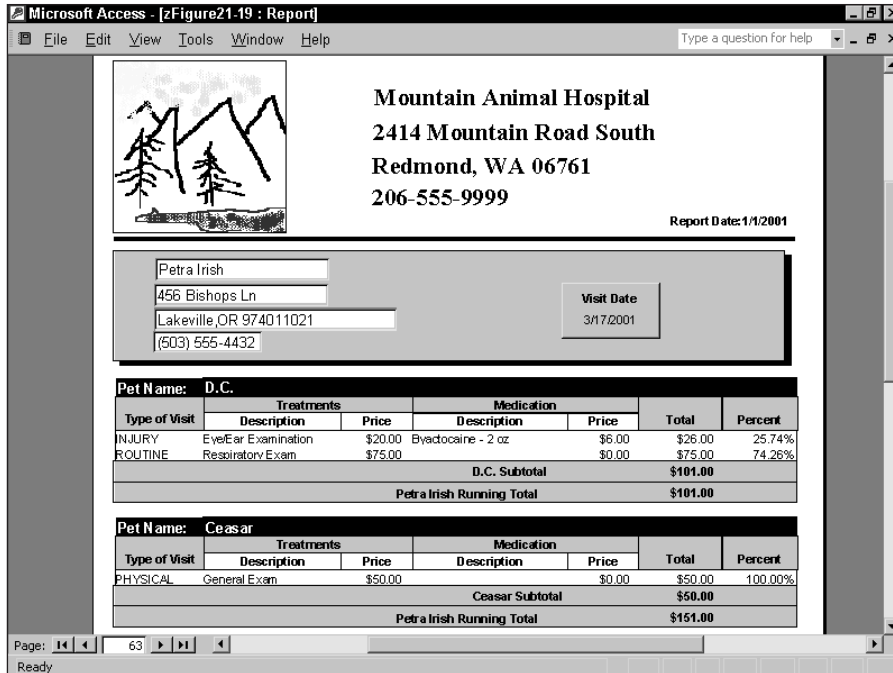 Microsoft Access - [zFigure21-19 : Report]
File Edit View Tools Window Help Type a question for help
Mountain Animal Hospital
2414 Mountain Road South
Redmond, WA 06761
206-555-9999
Report Date:1/1/2001
Petra Irish
456 Bishops Ln
Lakeville,OR 974011021
(503) 555-4432
Visit Date
3/17/2001
Pet Name: D.C.
Treatments Medication
Type of Visit Description Price Description Price Total Percent
INJURY Eye/Ear Examination $20.00 Byactocaine - 2 oz $6.00 $26.00 25.74%
ROUTINE Respiratory Exam $75.00 $0.00 $75.00 74.26%
D.C. Subtotal $101.00
Petra Irish Running Total $101.00
Pet Name: Ceasar
Treatments Medication
Type of Visit Description Price Description Price Total Percent
PHYSICAL General Exam $50.00 $0.00 $50.00 100.00%
Ceasar Subtotal $50.00
Petra Irish Running Total $151.00
Page: 63
Ready